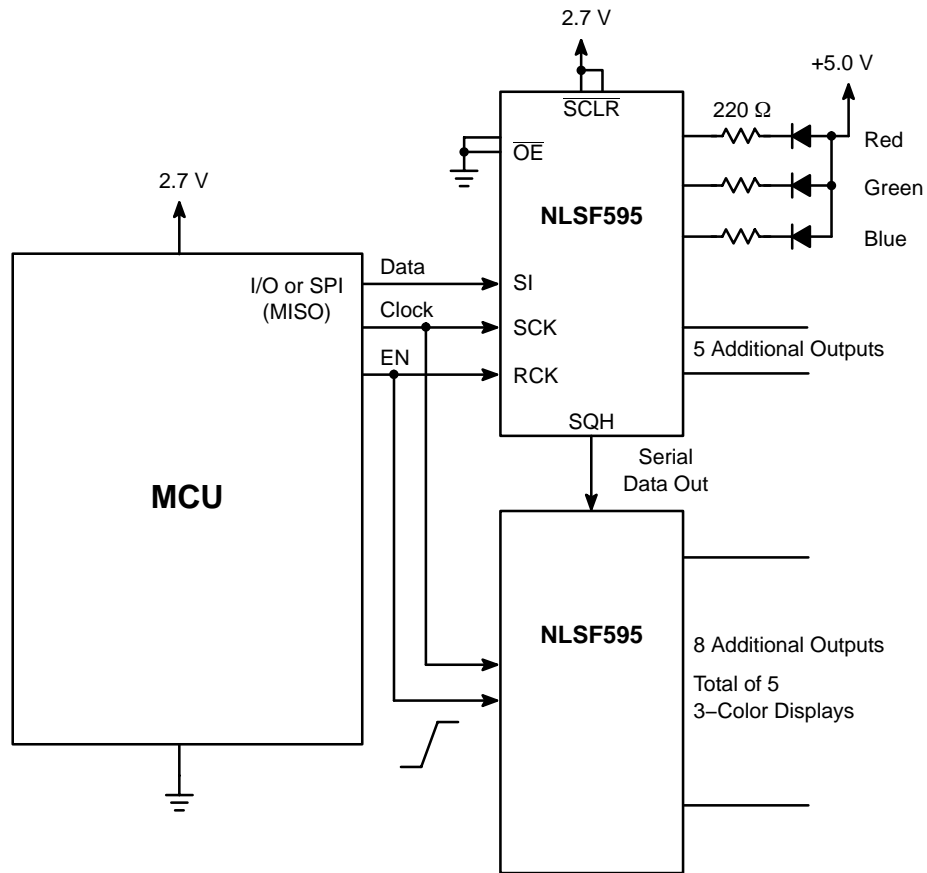 2.7 V
+5.0 V
SCLR
220 Ω
Red
OE
2.7 V
Green
NLSF595
Blue
Data
I/O or SPI
(MISO)
SI
Clock
SCK
5 Additional Outputs
EN
RCK
SQH
Serial
Data Out
MCU
NLSF595
8 Additional Outputs
Total of 5
3–Color Displays